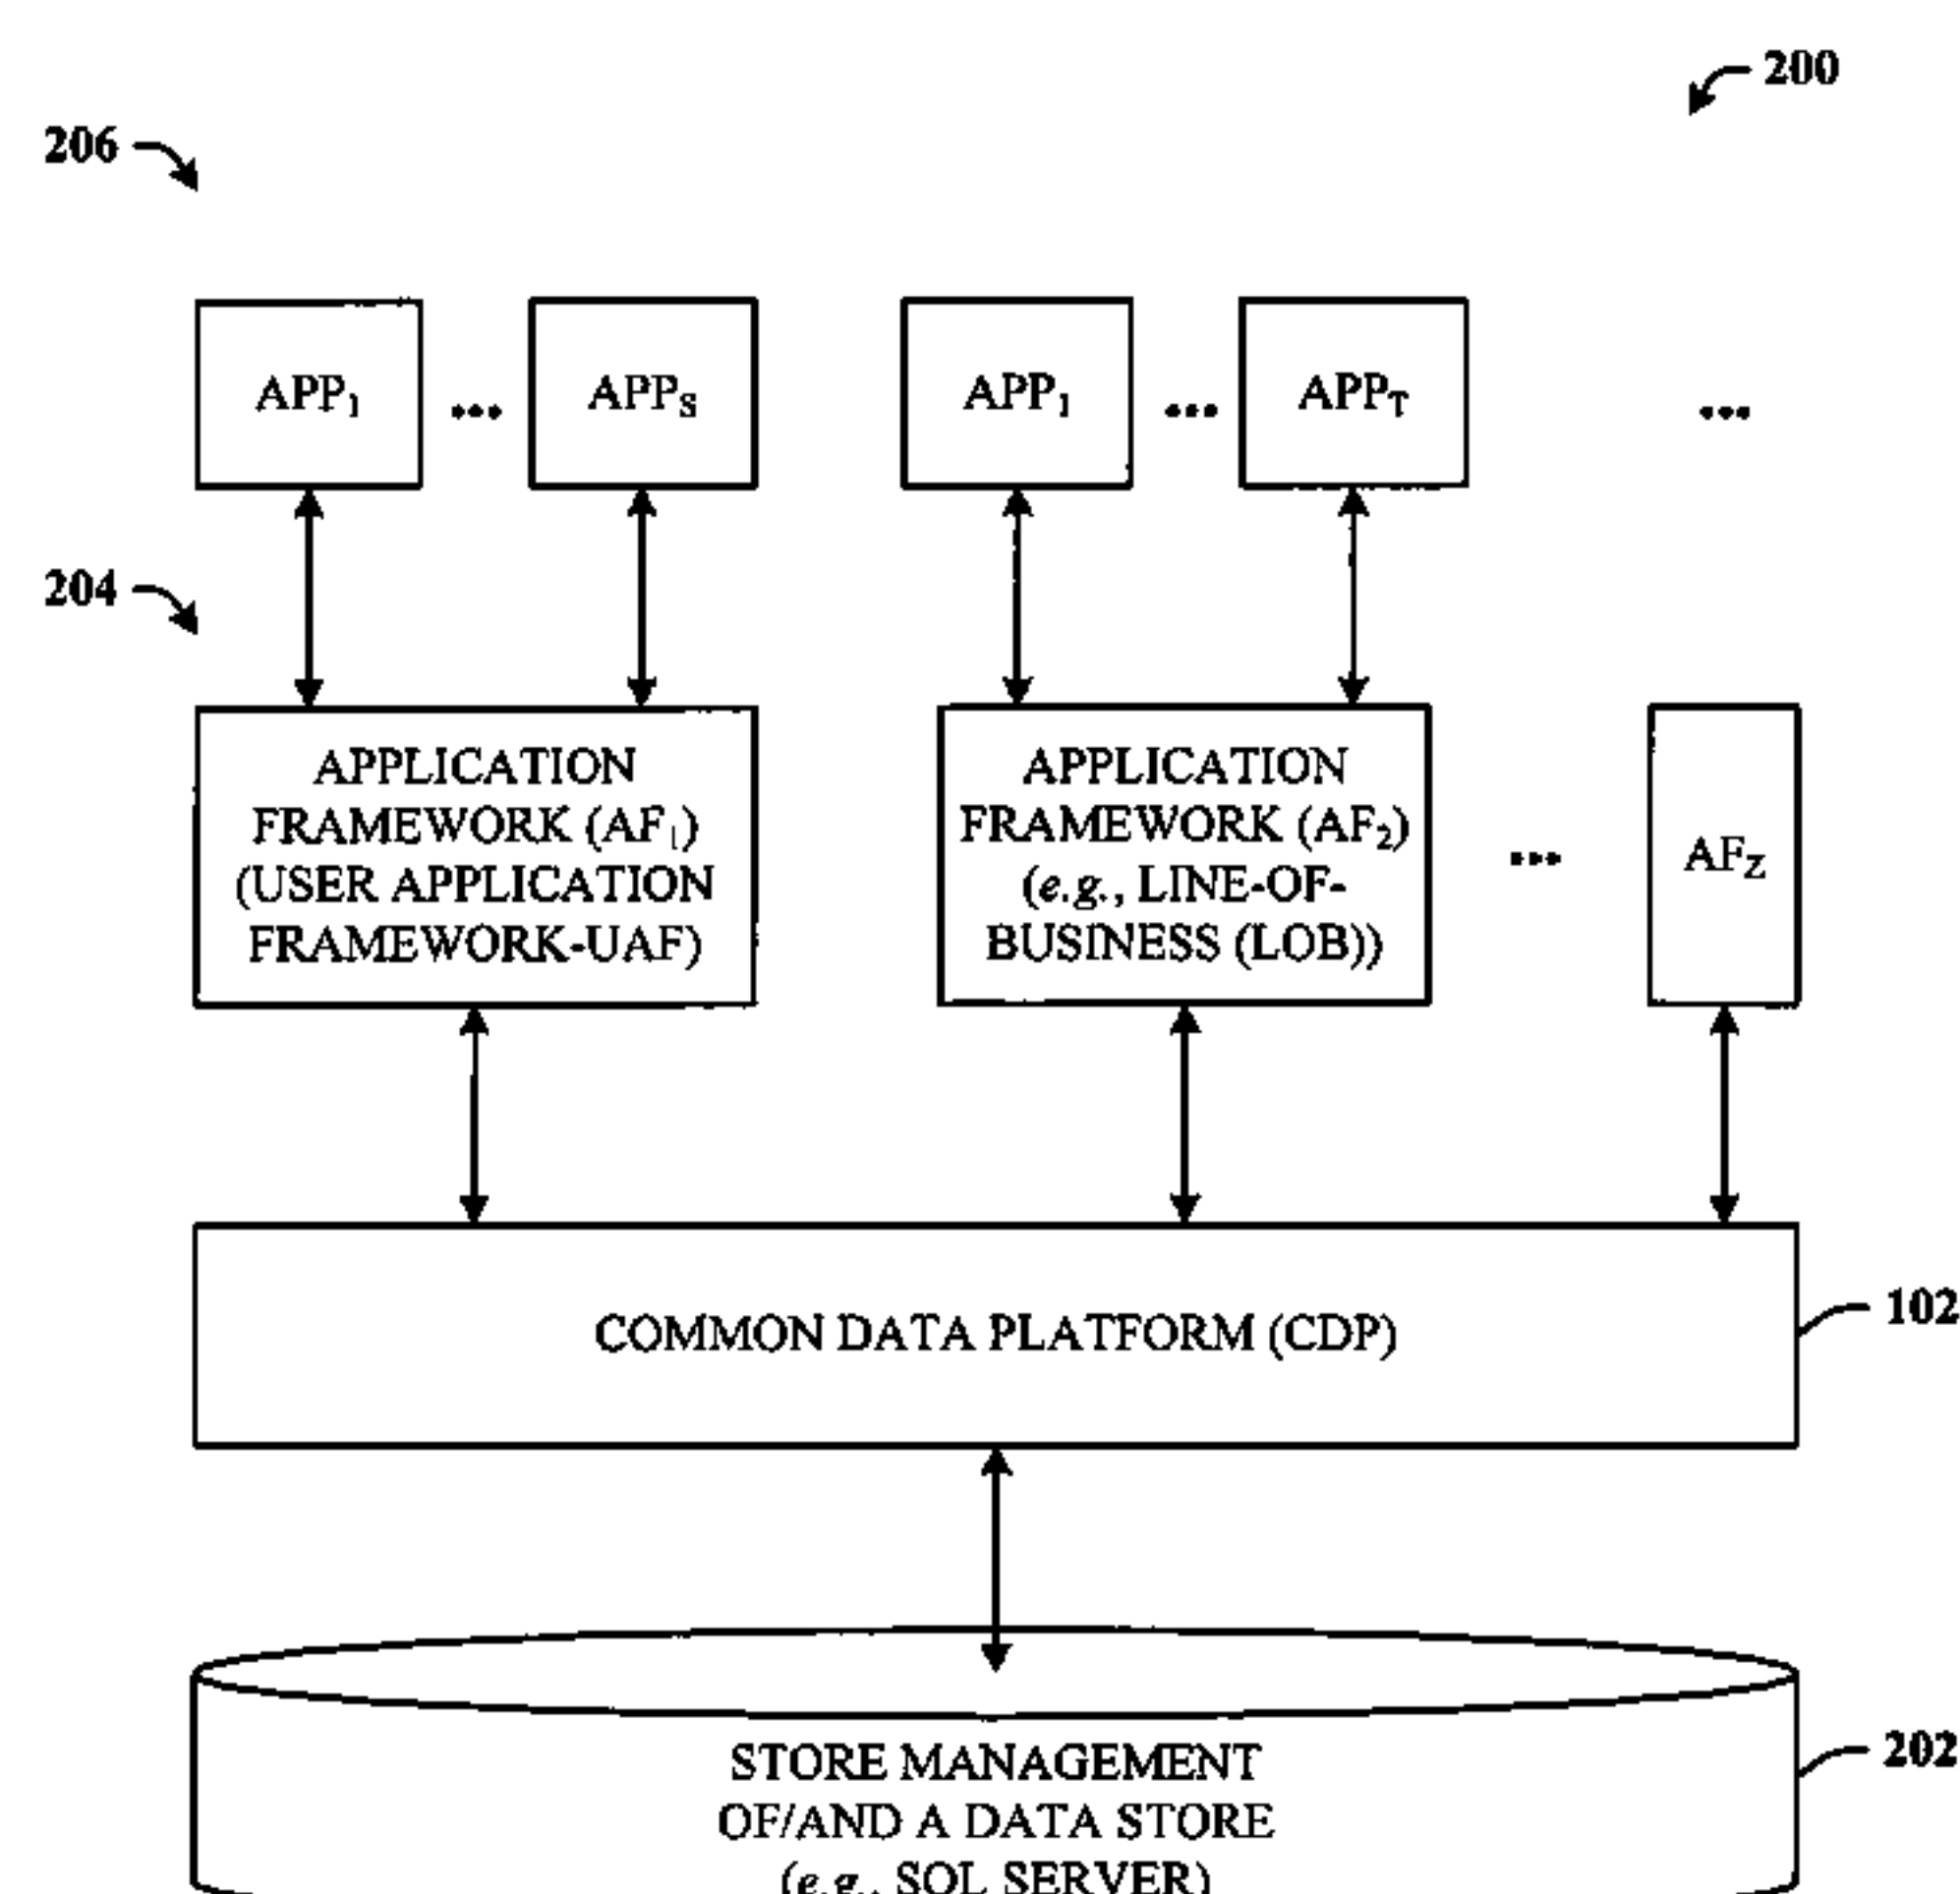 200
206
APP₁ ... APPS APP₁ ... APPT ...
204
APPLICATION
FRAMEWORK (AF₁)
(USER APPLICATION
FRAMEWORK-UAF)
APPLICATION
FRAMEWORK (AF₂)
(e.g., LINE-OF-
BUSINESS (LOB))
...
AFZ
COMMON DATA PLATFORM (CDP)
102
STORE MANAGEMENT
OF/AND A DATA STORE
(e.g., SQL SERVER)
202